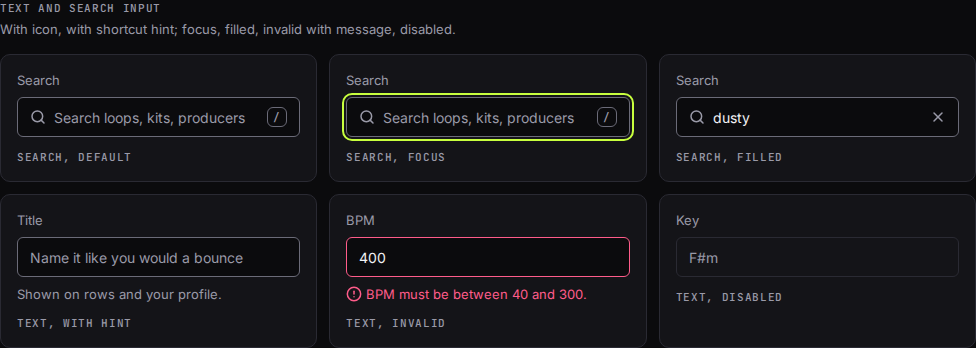 TEXT AND SEARCH INPUT
With icon, with shortcut hint; focus, filled, invalid with message, disabled.
Search
Search loops, kits, producers /
SEARCH, DEFAULT
Search
Search loops, kits, producers /
SEARCH, FOCUS
Search
dusty
SEARCH, FILLED
Title
Name it like you would a bounce
Shown on rows and your profile.
TEXT, WITH HINT
BPM
400
BPM must be between 40 and 300.
TEXT, INVALID
Key
F#m
TEXT, DISABLED